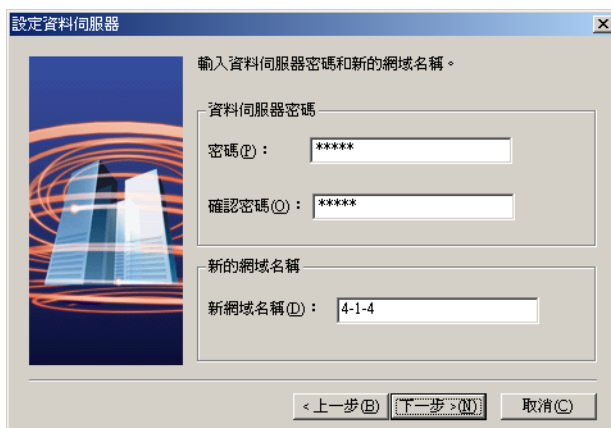 設定資料伺服器
輸入資料伺服器密碼和新的網域名稱。
資料伺服器密碼
密碼(P)： *****
確認密碼(O)： *****
新的網域名稱
新網域名稱(D)： 4-1-4
<上一步(B) 下一步>(N) 取消(C)